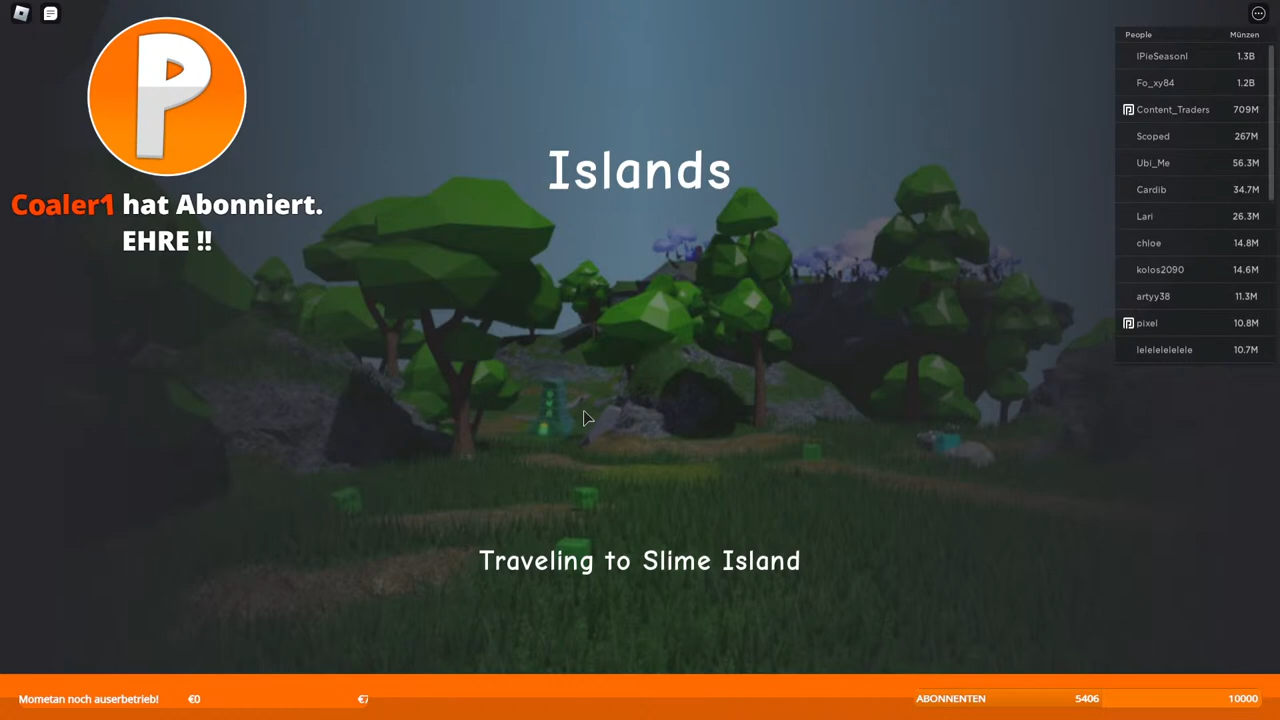 P
Coaler1 hat Abonniert.
EHRE !!
Islands
Traveling to Slime Island
People Münzen
IPieSeasonI 1.3B
Fo_xy84 1.2B
Content_Traders 709M
Scoped 267M
Ubi_Me 56.3M
Cardib 34.7M
Lari 26.3M
chloe 14.8M
kolos2090 14.6M
artyy38 11.3M
pixel 10.8M
lelelelelelele 10.7M
Mometan noch auserbetrieb! €0 €7
ABONNENTEN 5406 10000